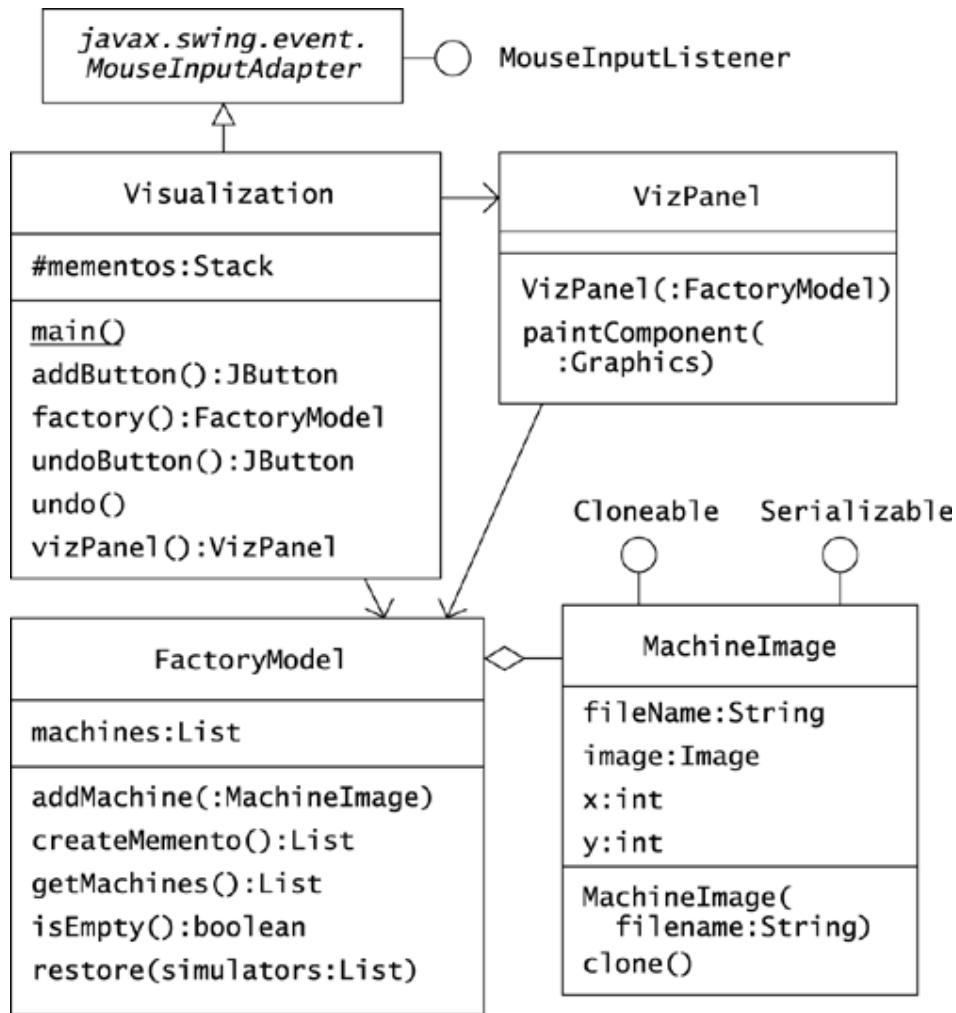 javax.swing.event.
MouseInputAdapter
MouseInputListener
Visualization
#mementos:Stack
main()
addButton():JButton
factory():FactoryModel
undoButton():JButton
undo()
vizPanel():VizPanel
VizPanel
VizPanel(:FactoryModel)
paintComponent(
:Graphics)
Cloneable
Serializable
FactoryModel
machines:List
addMachine(:MachineImage)
createMemento():List
getMachines():List
isEmpty():boolean
restore(simulators:List)
MachineImage
fileName:String
image:Image
x:int
y:int
MachineImage(
filename:String)
clone()